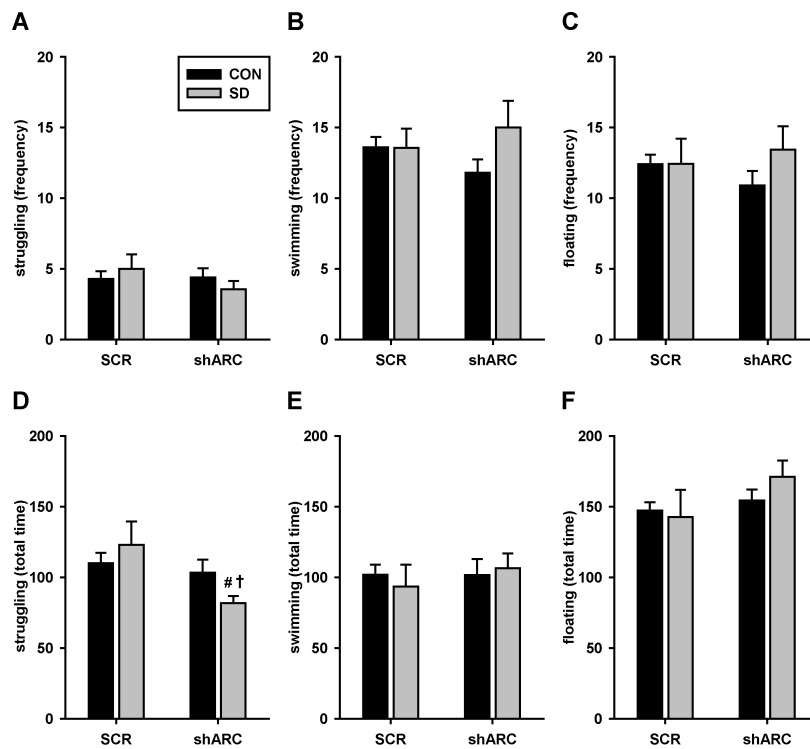 A
B
C
struggling (frequency)
20
15
10
5
0
CON
SD
SCR
shARC
swimming (frequency)
20
15
10
5
0
SCR
shARC
floating (frequency)
20
15
10
5
0
SCR
shARC
D
E
F
struggling (total time)
200
150
100
50
0
#†
SCR
shARC
swimming (total time)
200
150
100
50
0
SCR
shARC
floating (total time)
200
150
100
50
0
SCR
shARC